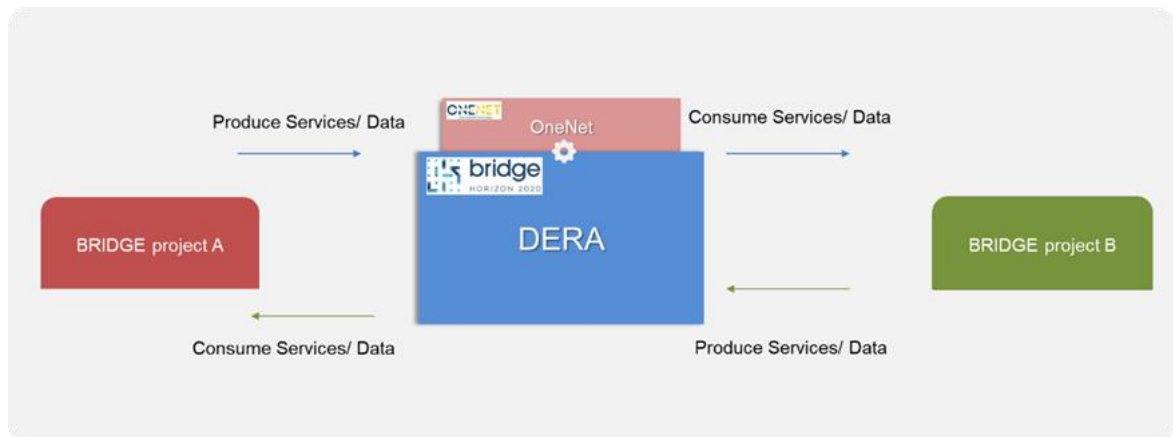 Produce Services/ Data
ONENET
OneNet
Consume Services/ Data
bridge
HORIZON 2020
DERA
BRIDGE project A
BRIDGE project B
Consume Services/ Data
Produce Services/ Data